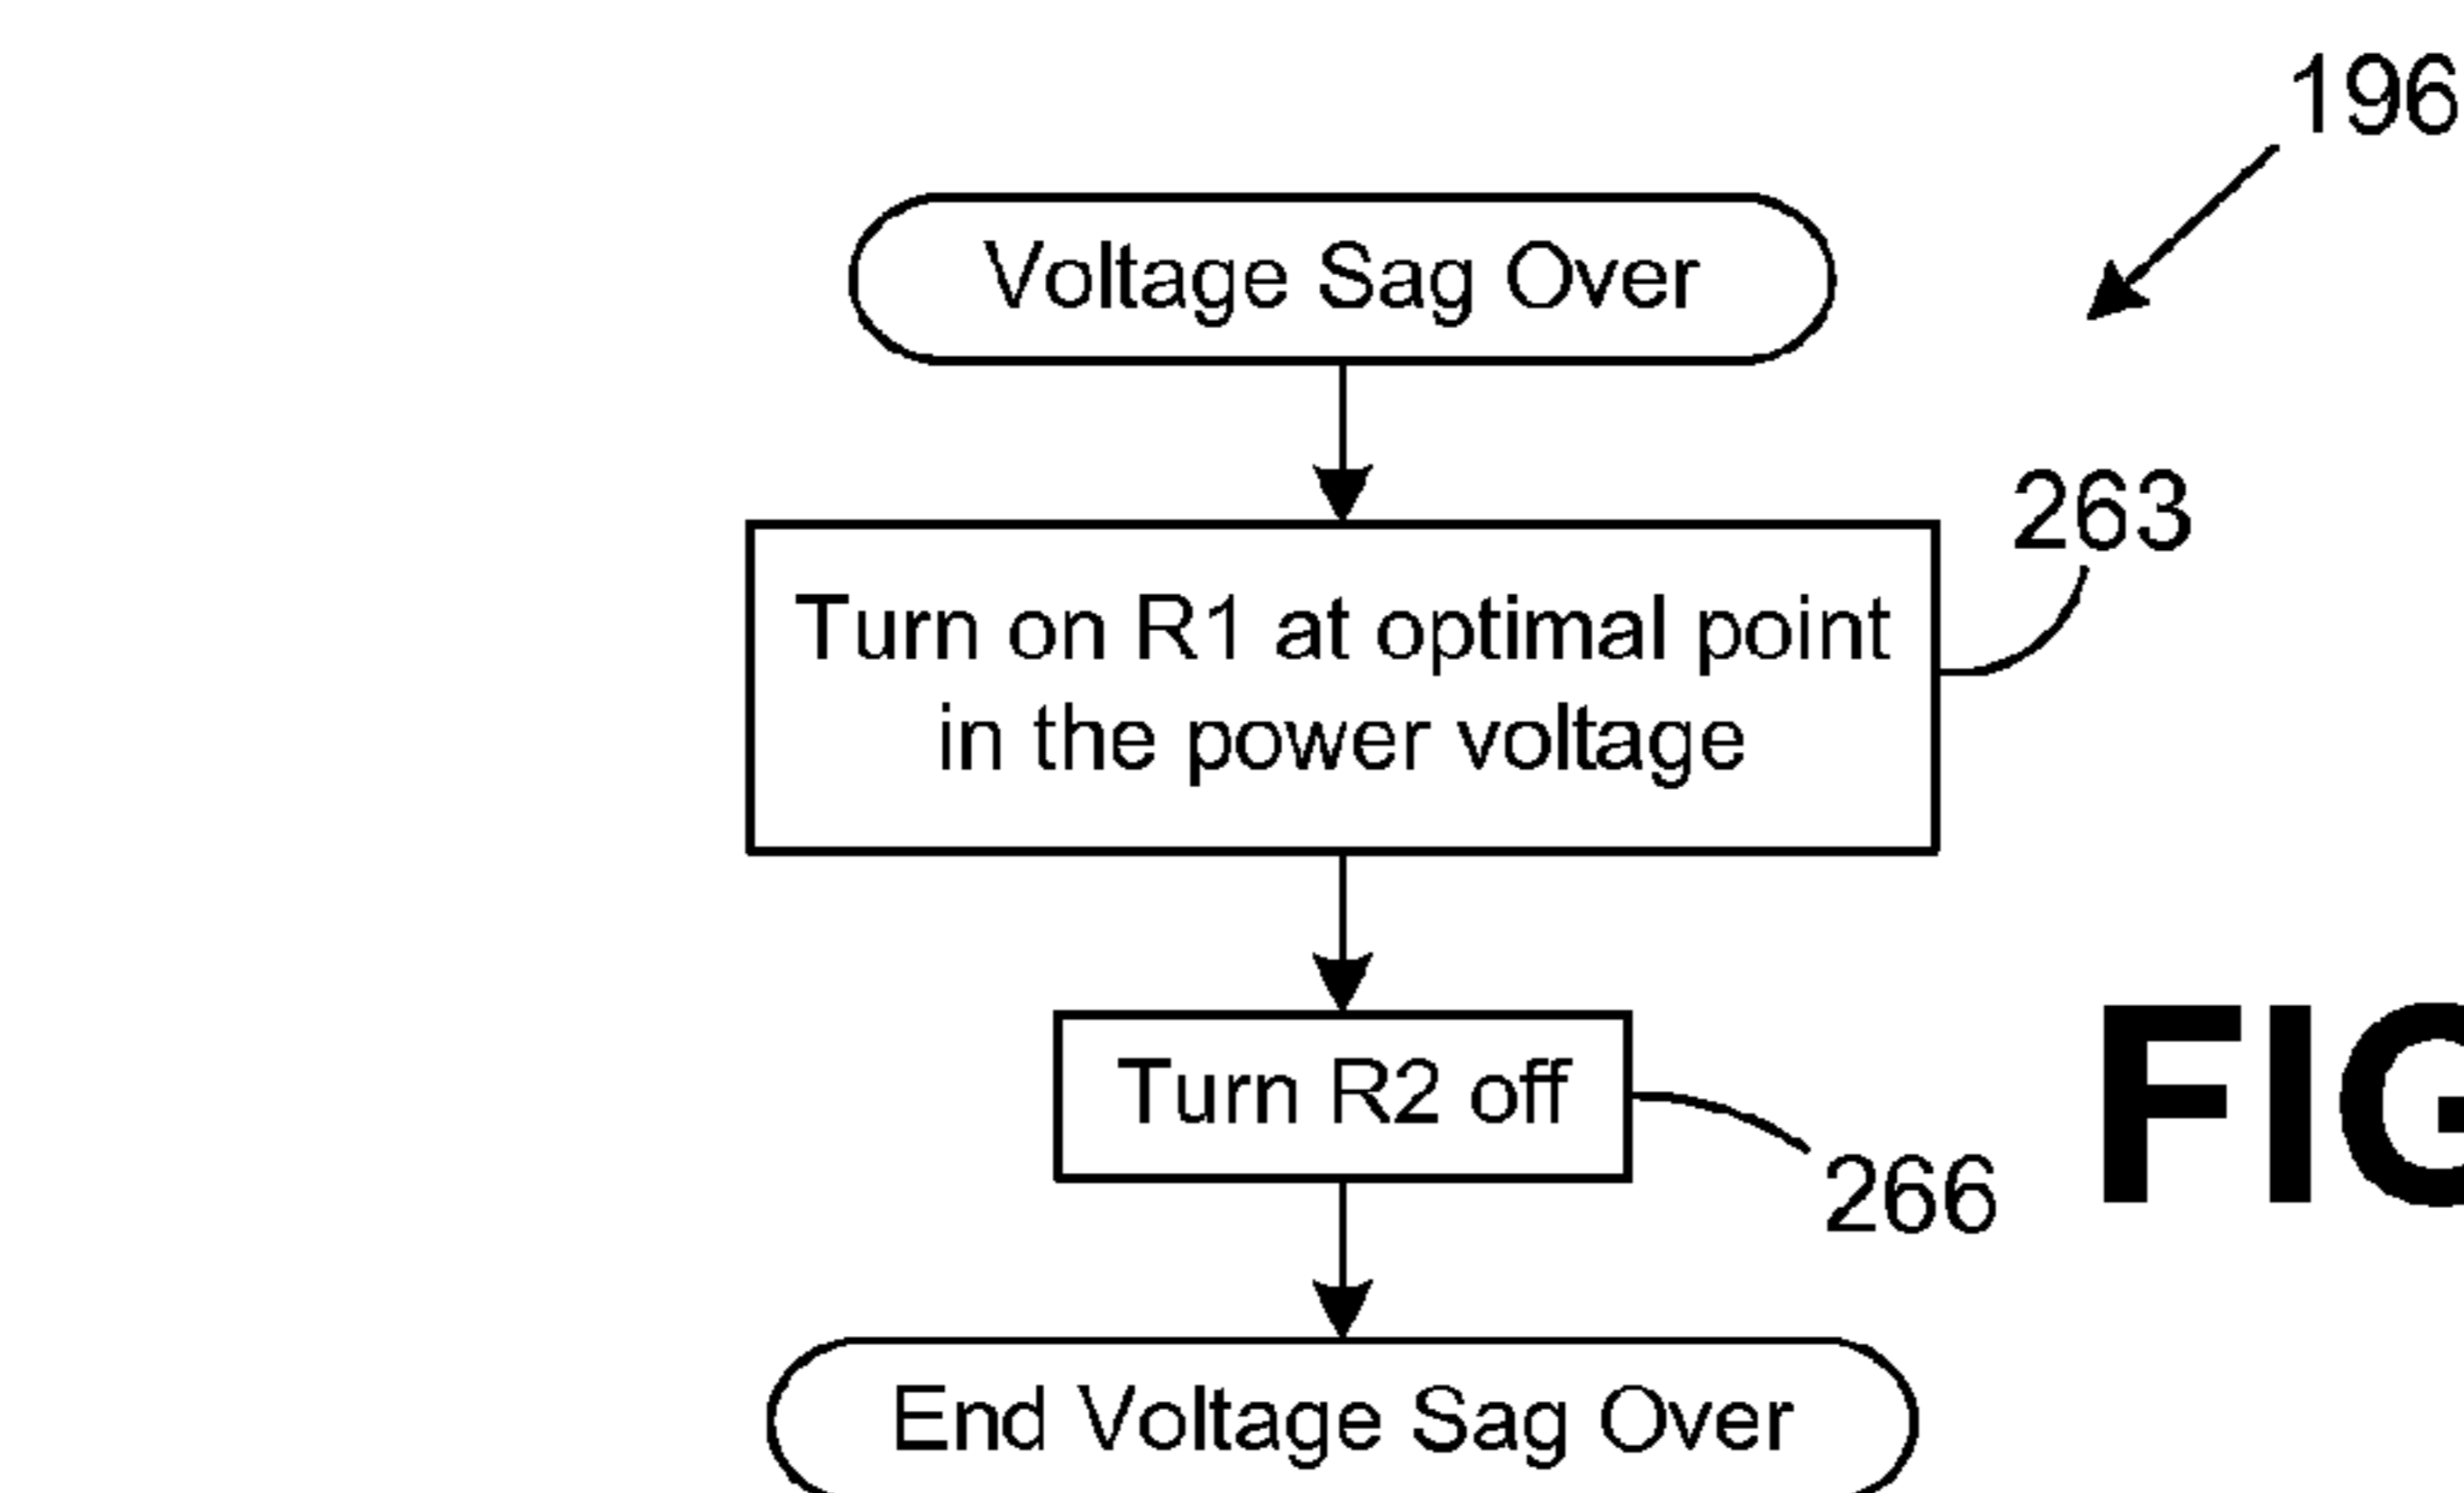 196
Voltage Sag Over
263
Turn on R1 at optimal point
in the power voltage
Turn R2 off
266
FIG
End Voltage Sag Over